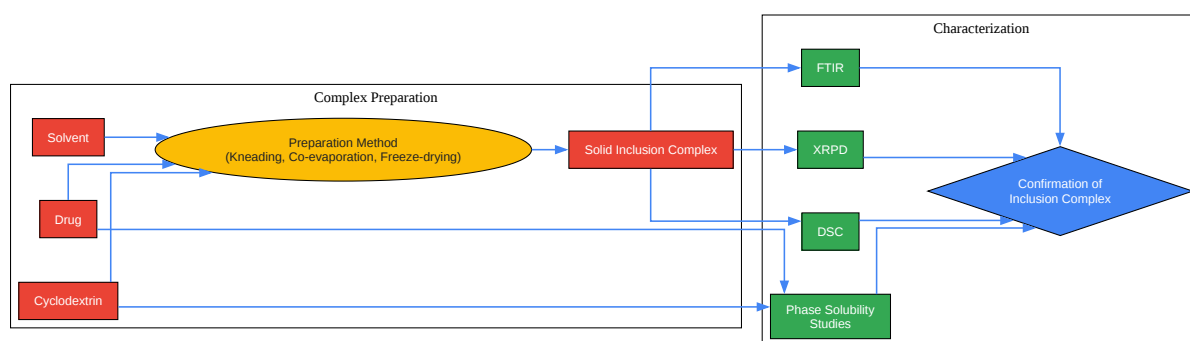 Complex Preparation
Solvent
Drug
Cyclodextrin
Preparation Method
(Kneading, Co-evaporation, Freeze-drying)
Solid Inclusion Complex
Characterization
FTIR
XRPD
DSC
Phase Solubility
Studies
Confirmation of
Inclusion Complex